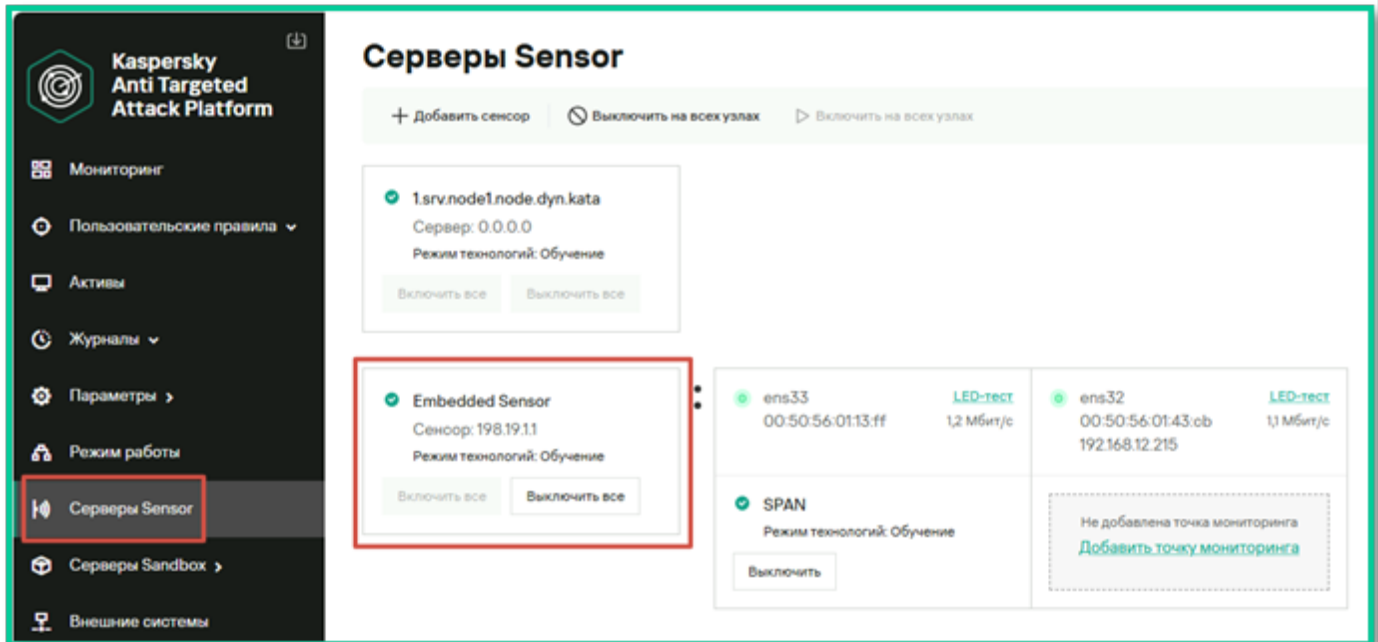 Kaspersky
Anti Targeted
Attack Platform
Мониторинг
Пользовательские правила
Активы
Журналы
Параметры
Режим работы
Серверы Sensor
Серверы Sandbox
Внешние системы
Серверы Sensor
Добавить сенсор
Выключить на всех узлах
Включить на всех узлах
1.srv.node1.node.dyn.kata
Сервер: 0.0.0.0
Режим технологий: Обучение
Включить все Выключить все
Embedded Sensor
Сенсор: 198.19.1.1
Режим технологий: Обучение
Включить все Выключить все
ens33 LED-тест
00:50:56:01:13:ff 1,2 Мбит/с
ens32 LED-тест
00:50:56:01:43:cb 1,1 Мбит/с
192.168.12.215
SPAN
Режим технологий: Обучение
Выключить
Не добавлена точка мониторинга
Добавить точку мониторинга